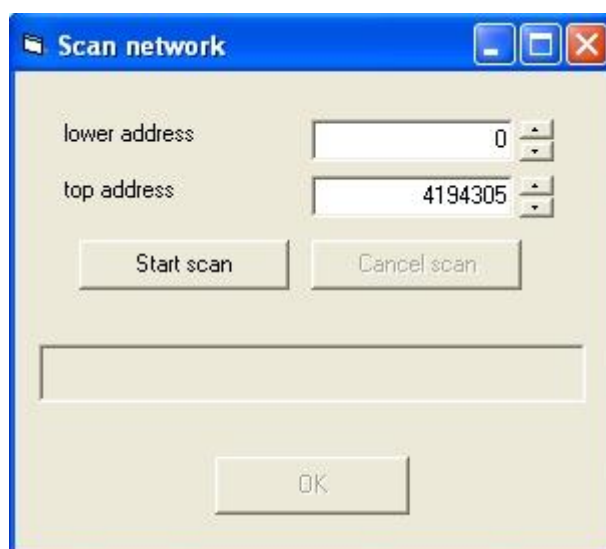 Scan network
lower address 0
top address 4194305
Start scan Cancel scan
OK